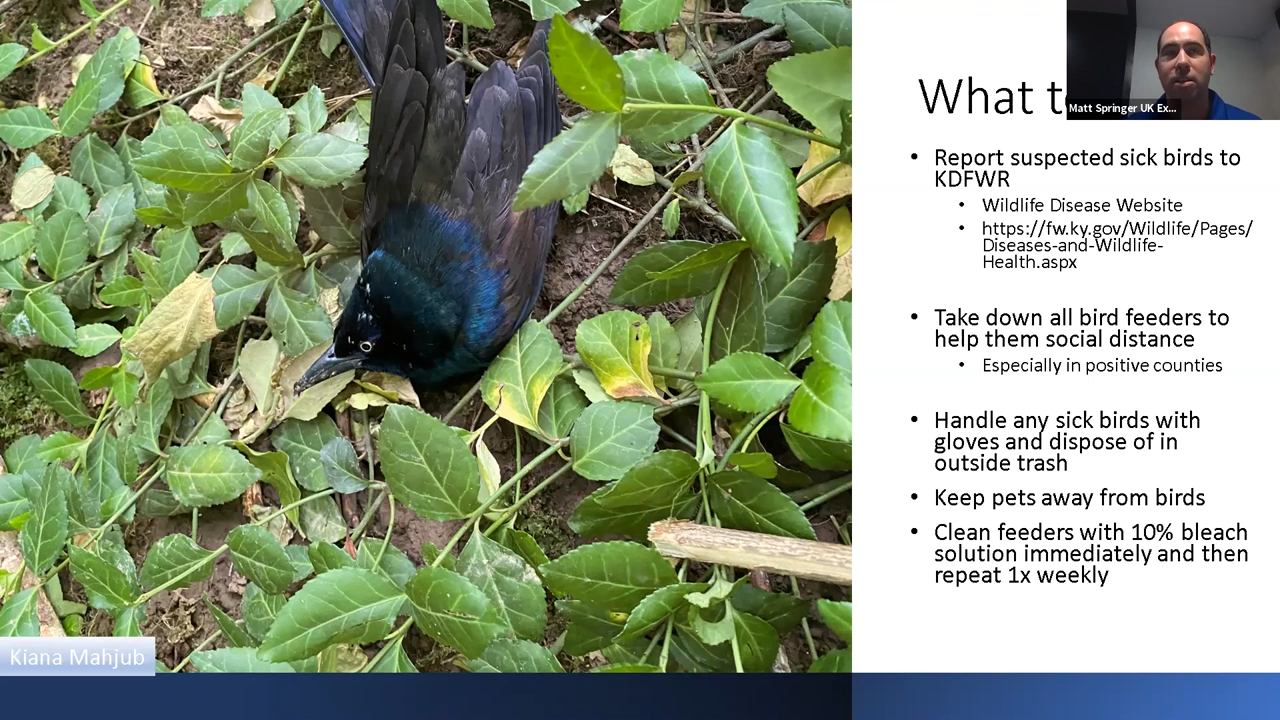 What t
Matt Springer UK Ex...
• Report suspected sick birds to
KDFWR
• Wildlife Disease Website
• https://fw.ky.gov/Wildlife/Pages/
Diseases-and-Wildlife-
Health.aspx
• Take down all bird feeders to
help them social distance
• Especially in positive counties
• Handle any sick birds with
gloves and dispose of in
outside trash
• Keep pets away from birds
• Clean feeders with 10% bleach
solution immediately and then
repeat 1x weekly
Kiana Mahjub